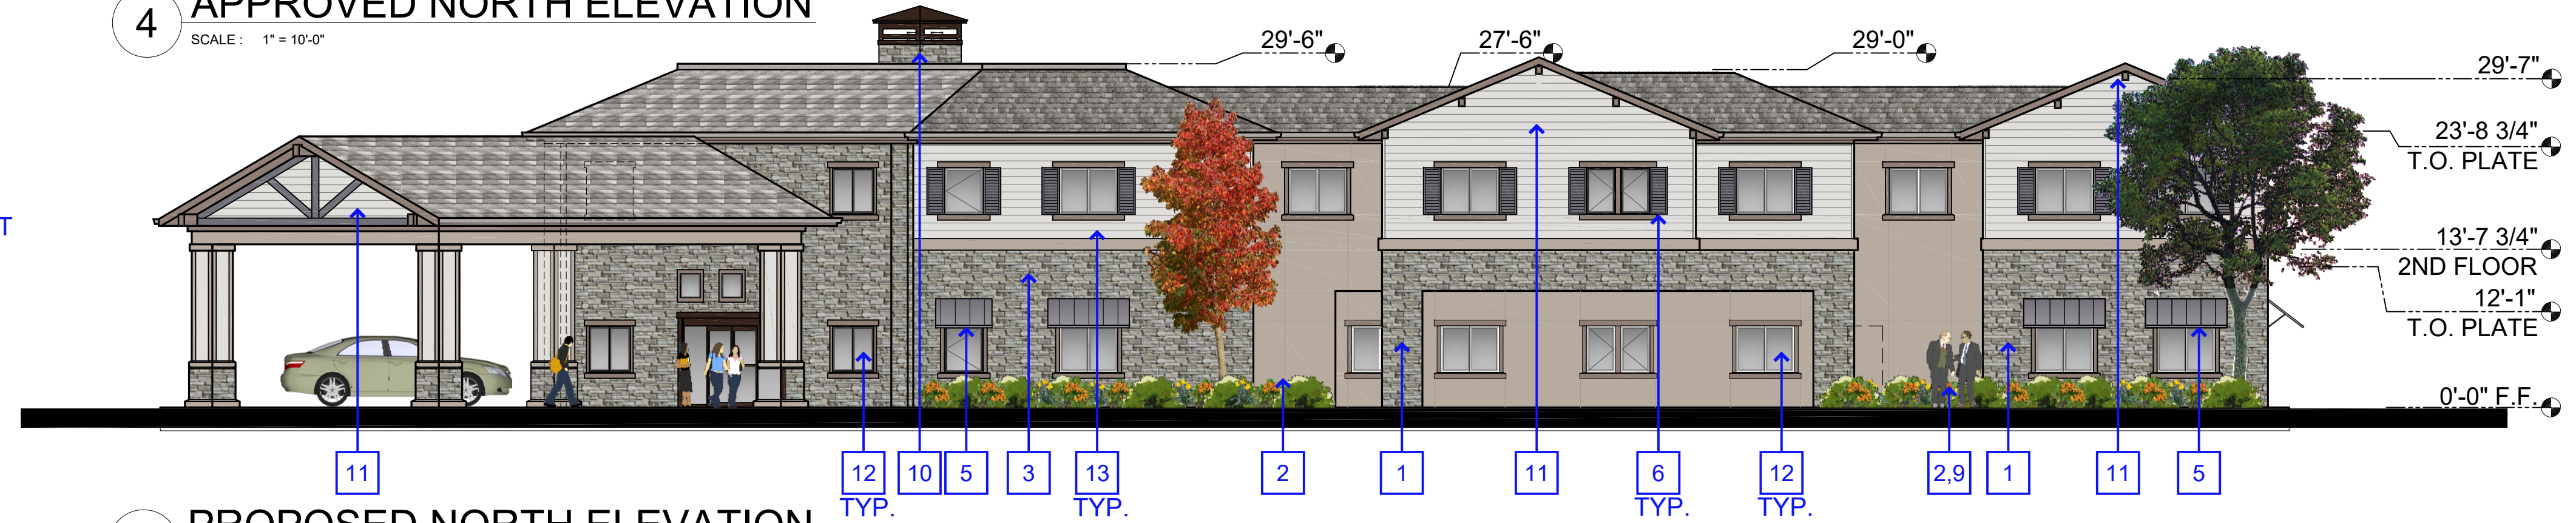 4
APPROVED NORTH ELEVATION
SCALE : 1" = 10'-0"
29'-6"
27'-6"
29'-0"
29'-7"
23'-8 3/4"
T.O. PLATE
T
13'-7 3/4"
2ND FLOOR
12'-1"
T.O. PLATE
0'-0" F.F.
11
12
TYP.
10
5
3
13
TYP.
2
1
11
6
TYP.
12
TYP.
2,9
1
11
5
PROPOSED NORTH ELEVATION